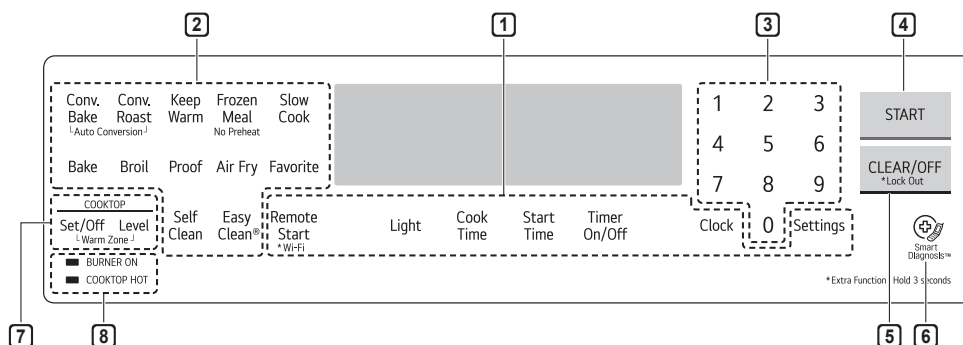 2
1
3
4
Conv. Bake
Conv. Roast
└Auto Conversion┘
Keep Warm
Frozen Meal
No Preheat
Slow Cook
Bake
Broil
Proof
Air Fry
Favorite
1 2 3
4 5 6
7 8 9
START
CLEAR/OFF
*Lock Out
COOKTOP
Set/Off
Level
└Warm Zone┘
Self Clean
Easy Clean®
Remote Start
*Wi-Fi
Light
Cook Time
Start Time
Timer On/Off
Clock
0
Settings
Smart Diagnosis™
BURNER ON
COOKTOP HOT
*Extra Function : Hold 3 seconds
7
8
5
6